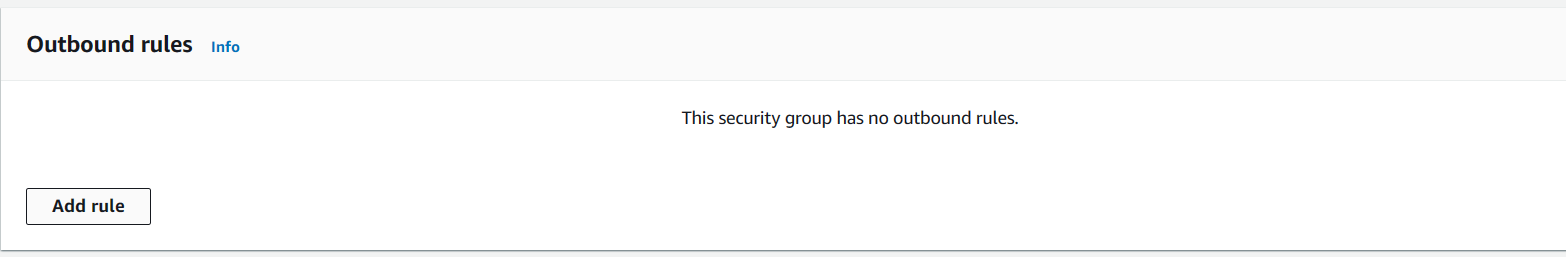 Outbound rules Info
This security group has no outbound rules.
Add rule